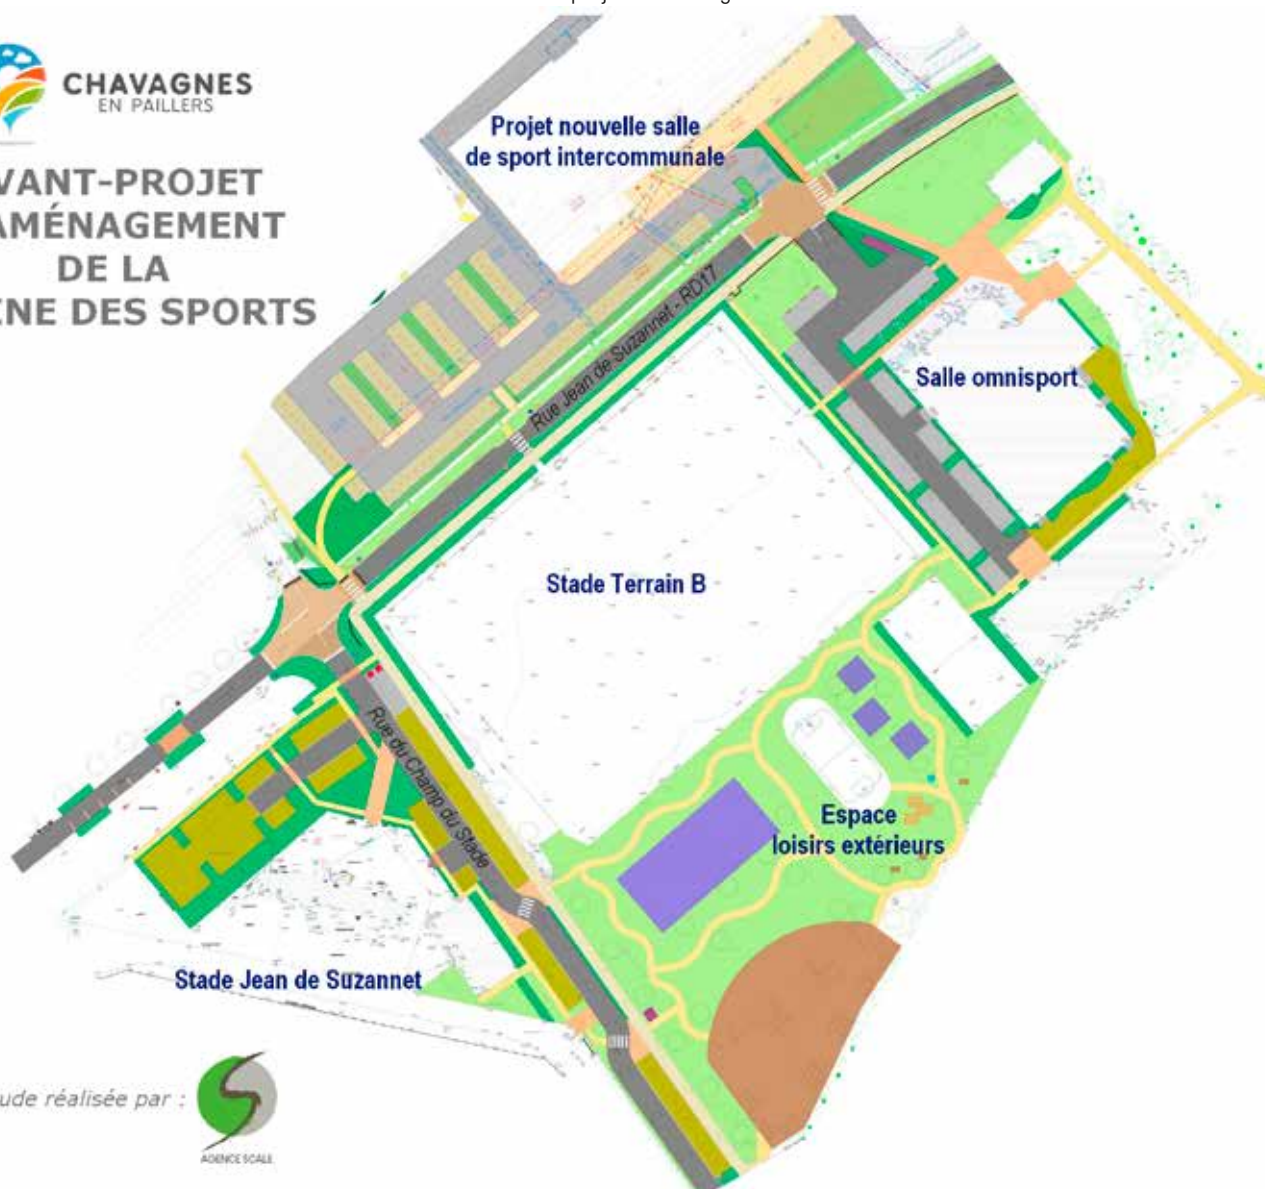 CHAVAGNES
EN PAILLERS
VANT-PROJET
AMÉNAGEMENT
DE LA
INE DES SPORTS
Projet nouvelle salle
de sport intercommunale
Rue Jean de Suzannet - RD17
Salle omnisport
Stade Terrain B
Rue du Champ du Stade
Espace
loisirs extérieurs
Stade Jean de Suzannet
ude réalisée par :
AGENCE SCALE